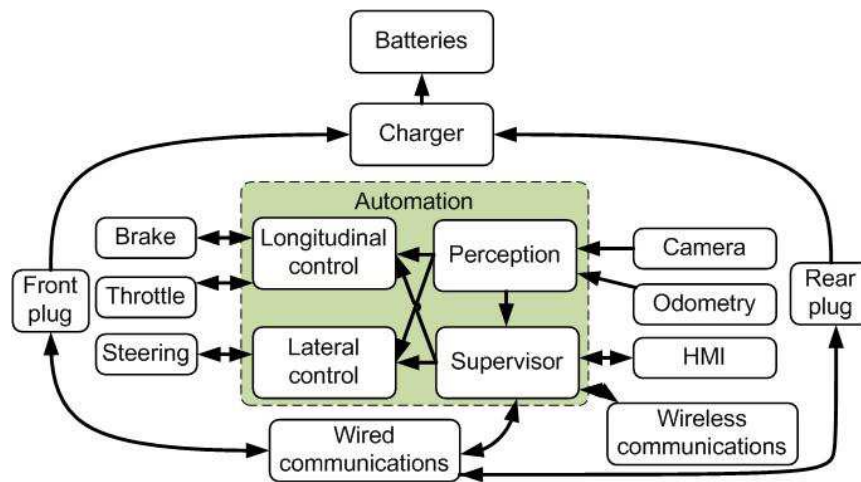 Batteries
Charger
Automation
Brake
Longitudinal
control
Perception
Camera
Front
plug
Throttle
Odometry
Rear
plug
Steering
Lateral
control
Supervisor
HMI
Wired
communications
Wireless
communications